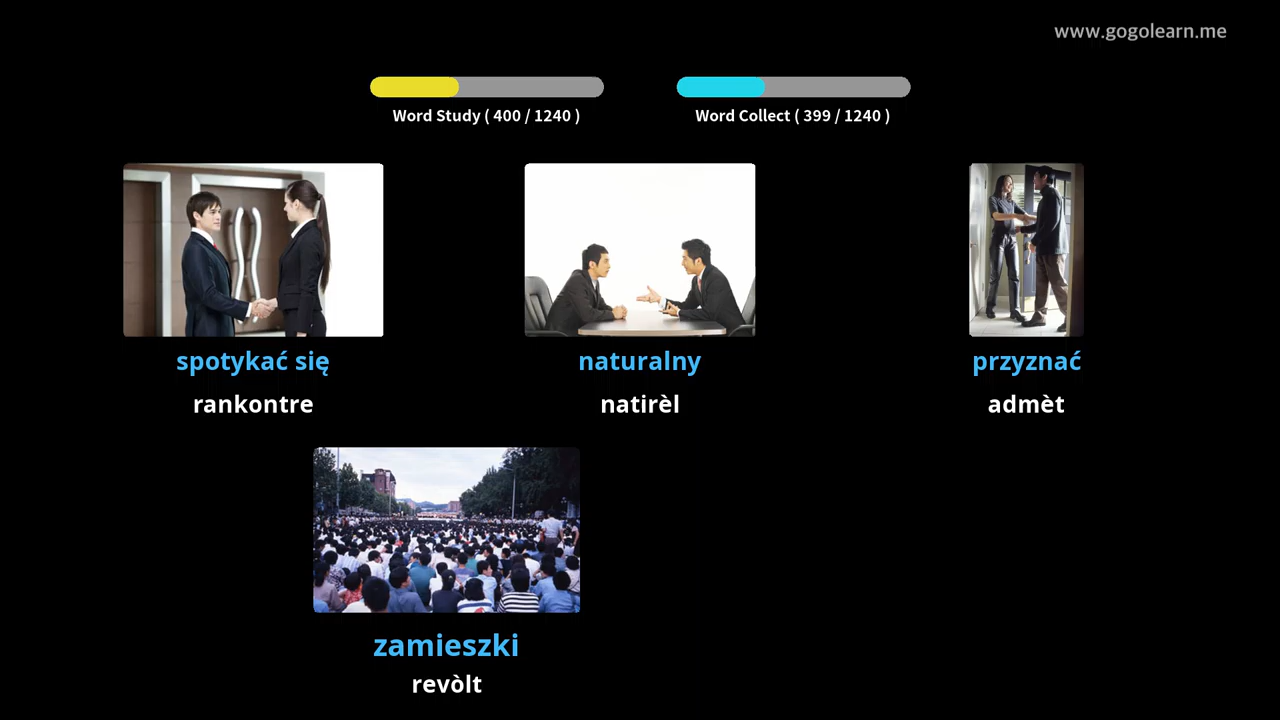 www.gogolearn.me
Word Study ( 400 / 1240 )
Word Collect ( 399 / 1240 )
spotykać się
naturalny
przyznać
rankontre
natirèl
admèt
zamieszki
revòlt